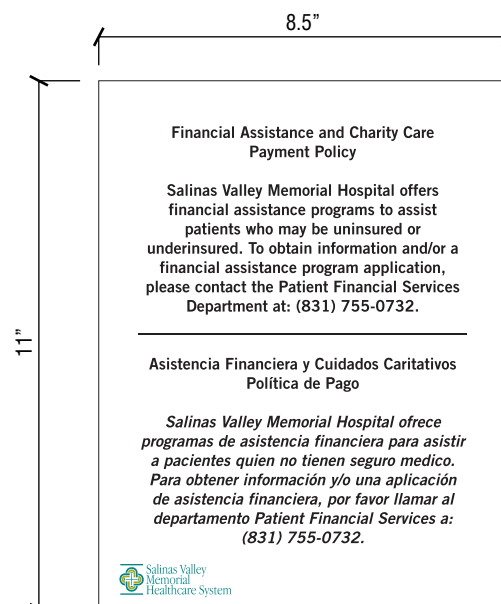 8.5”
11”
Financial Assistance and Charity Care
Payment Policy
Salinas Valley Memorial Hospital offers
financial assistance programs to assist
patients who may be uninsured or
underinsured. To obtain information and/or a
financial assistance program application,
please contact the Patient Financial Services
Department at: (831) 755-0732.
Asistencia Financiera y Cuidados Caritativos
Política de Pago
Salinas Valley Memorial Hospital ofrece
programas de asistencia financiera para asistir
a pacientes quien no tienen seguro medico.
Para obtener información y/o una aplicación
de asistencia financiera, por favor llamar al
departamento Patient Financial Services a:
(831) 755-0732.
Salinas Valley
Memorial
Healthcare System